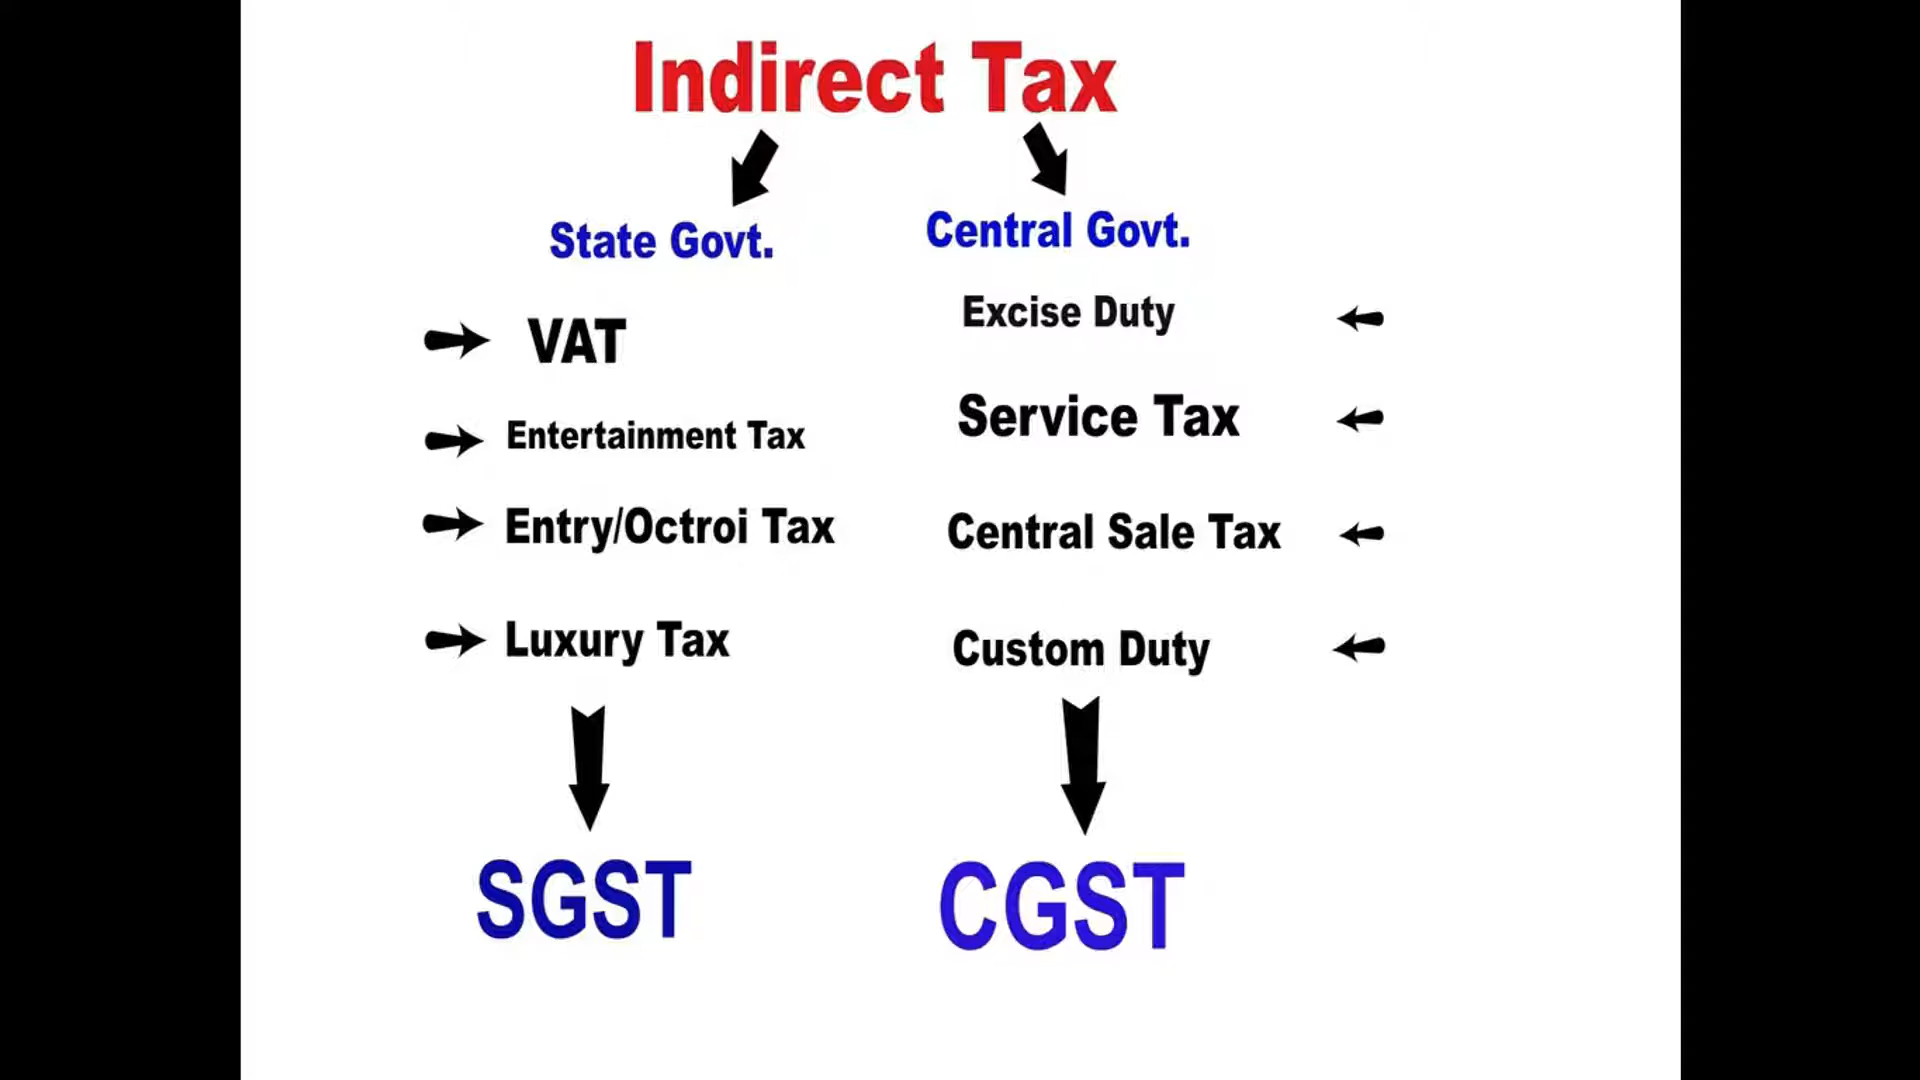 Indirect Tax
State Govt.
VAT
Entertainment Tax
Entry/Octroi Tax
Luxury Tax
SGST
Central Govt.
Excise Duty
Service Tax
Central Sale Tax
Custom Duty
CGST